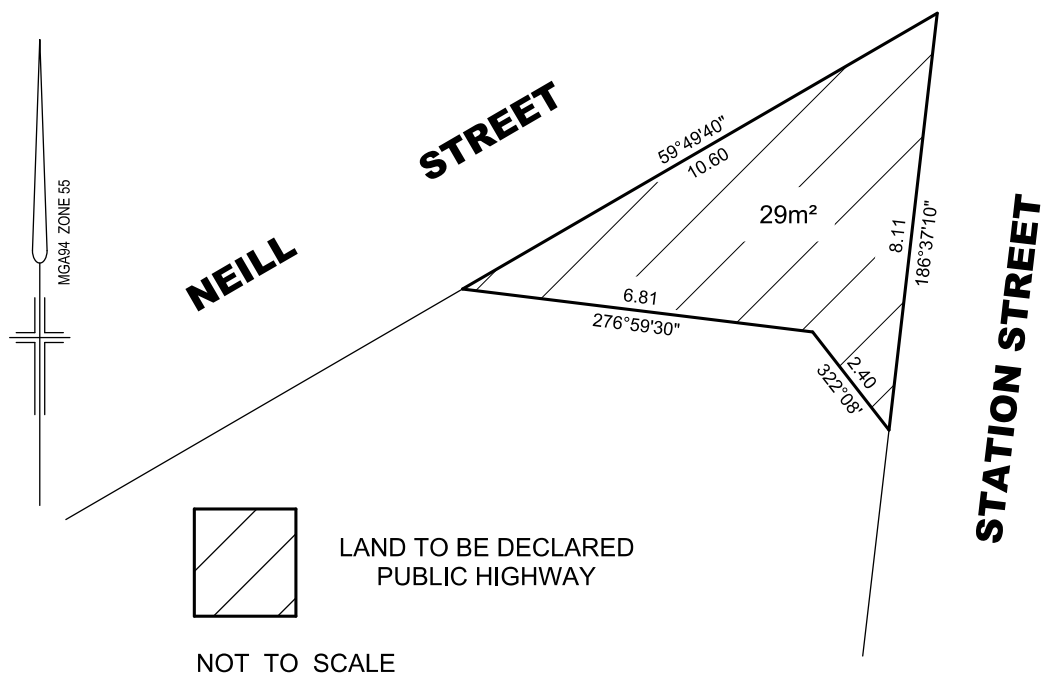 MGA94 ZONE 55
NEILL STREET
59°49'40"
10.60
29m²
8.11
186°37'10"
6.81
276°59'30"
2.40
322°08'
STATION STREET
LAND TO BE DECLARED
PUBLIC HIGHWAY
NOT TO SCALE